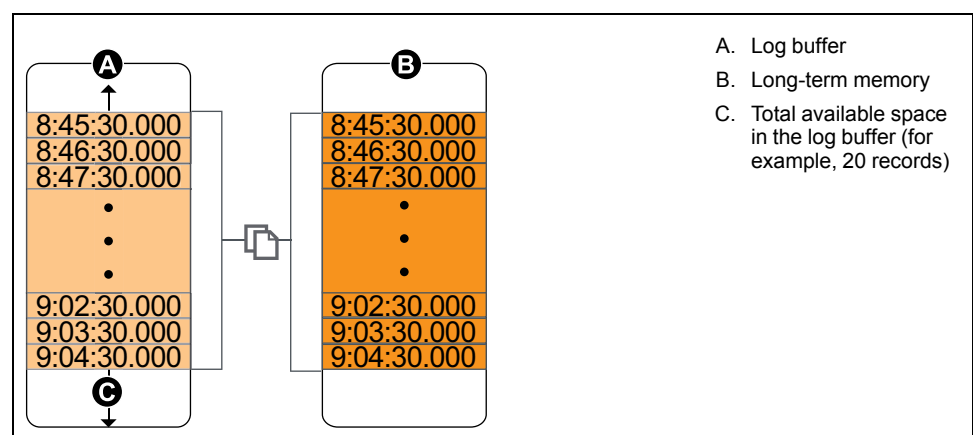 A
8:45:30.000
8:46:30.000
8:47:30.000
9:02:30.000
9:03:30.000
9:04:30.000
C
B
8:45:30.000
8:46:30.000
8:47:30.000
9:02:30.000
9:03:30.000
9:04:30.000
A. Log buffer
B. Long-term memory
C. Total available space
in the log buffer (for
example, 20 records)